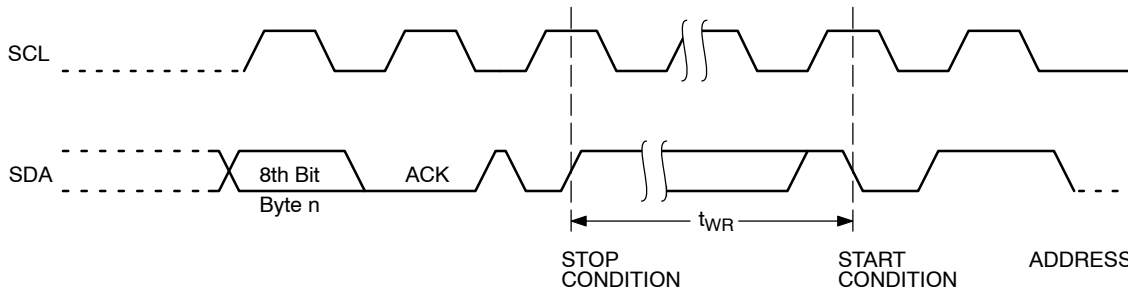 SCL
SDA
8th Bit
Byte n
ACK
tWR
STOP
CONDITION
START
CONDITION
ADDRESS